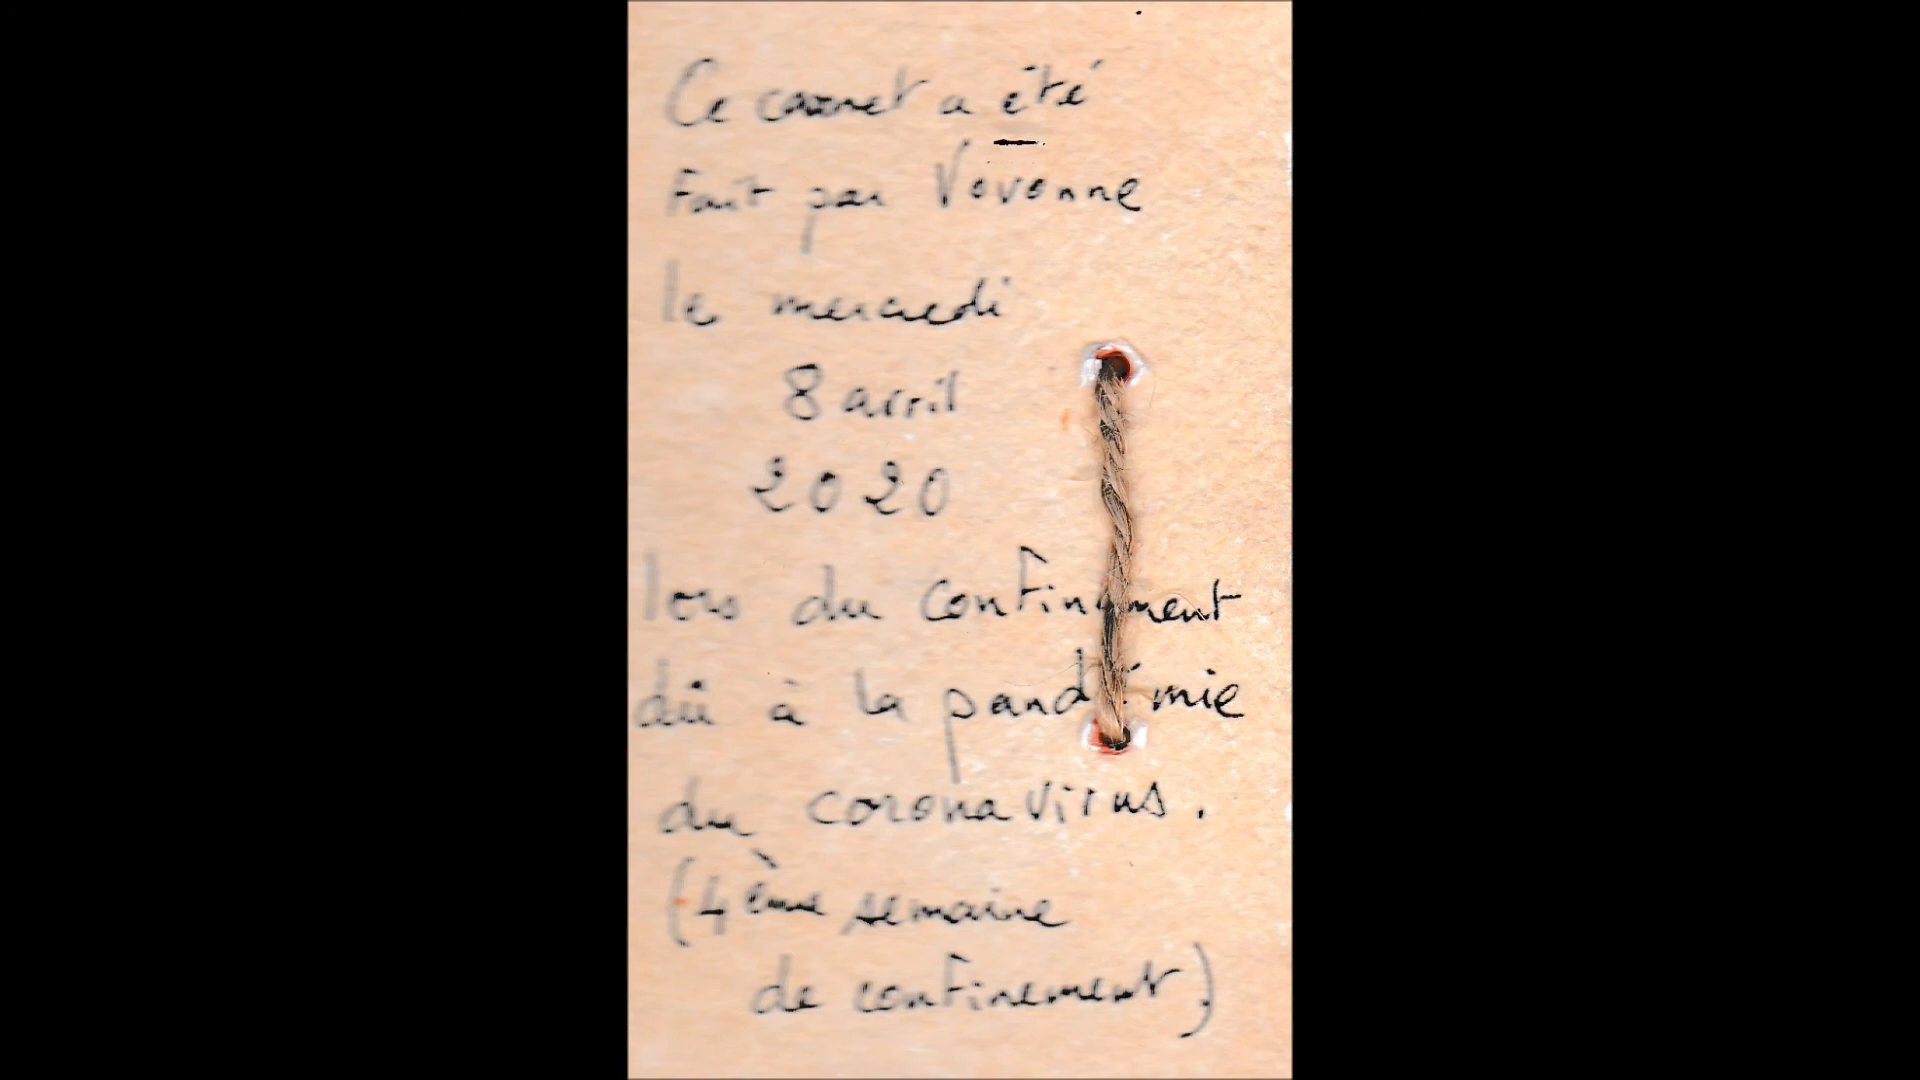 Ce carnet a été
Fait par Vovonne
le mercredi
8 avril
2020
lors du confinement
dû à la pandémie
du coronavirus.
(4ème semaine
de confinement)